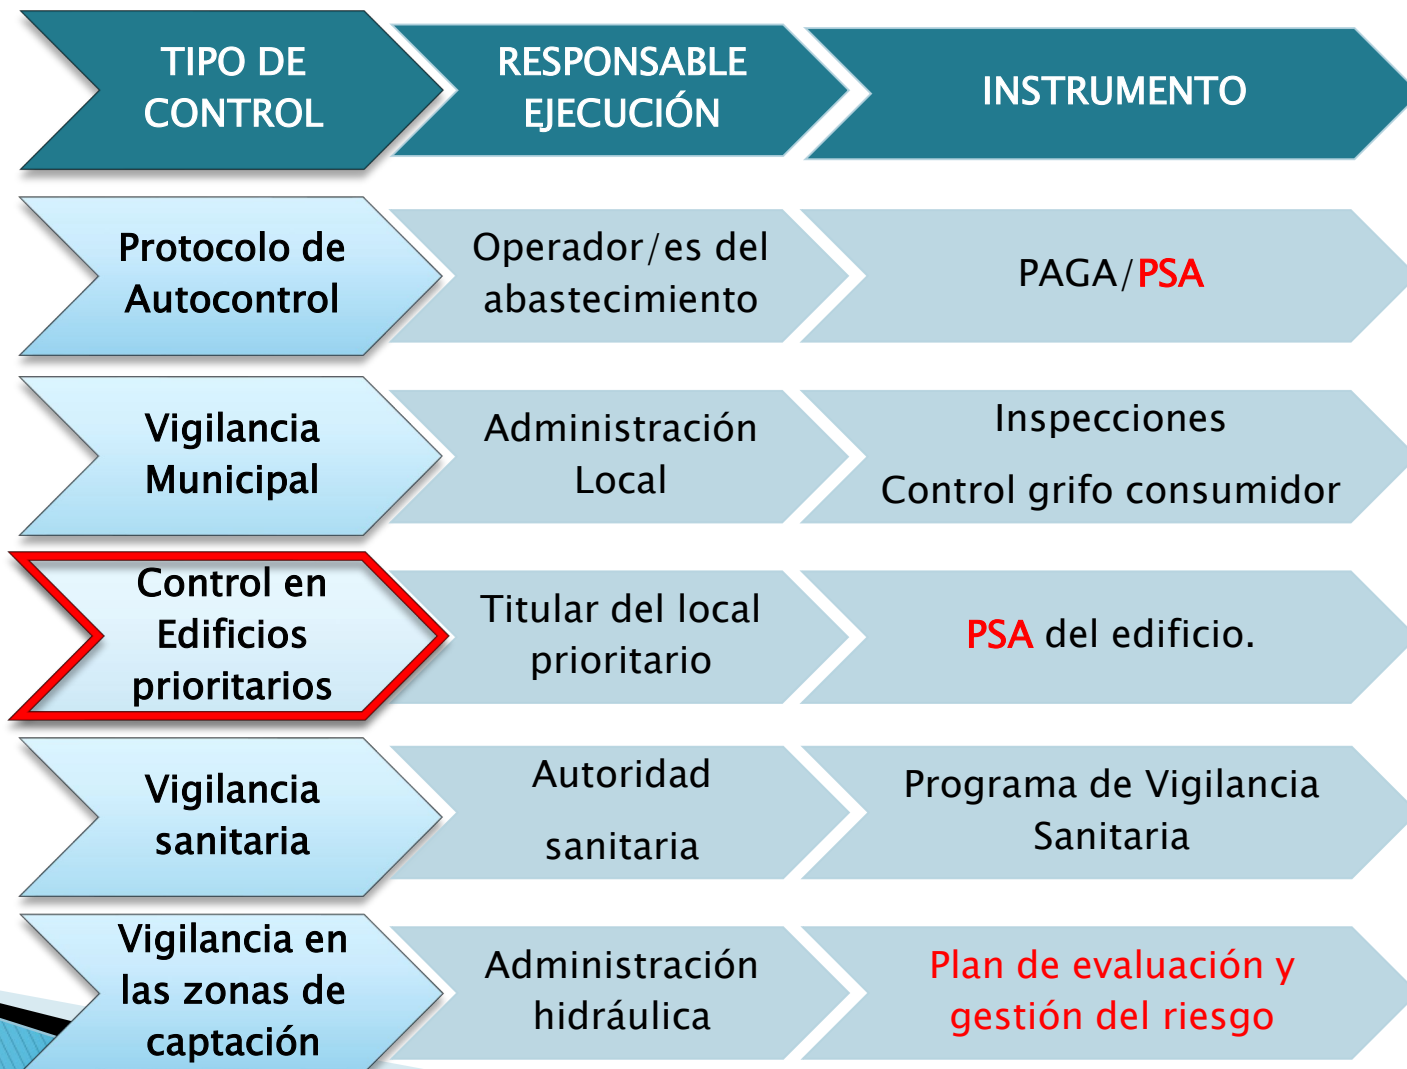 TIPO DE
CONTROL
RESPONSABLE
EJECUCIÓN
INSTRUMENTO
Protocolo de
Autocontrol
Operador/es del
abastecimiento
PAGA/PSA
Vigilancia
Municipal
Administración
Local
Inspecciones
Control grifo consumidor
Control en
Edificios
prioritarios
Titular del local
prioritario
PSA del edificio.
Vigilancia
sanitaria
Autoridad
sanitaria
Programa de Vigilancia
Sanitaria
Vigilancia en
las zonas de
captación
Administración
hidráulica
Plan de evaluación y
gestión del riesgo